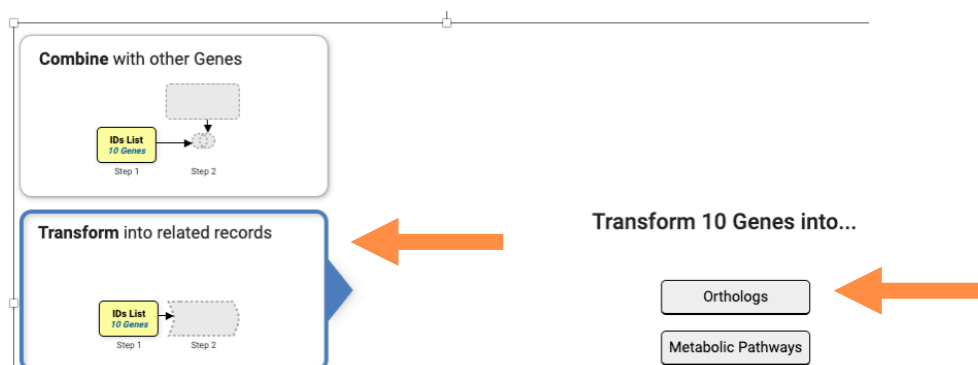 Combine with other Genes
IDs List
10 Genes
Step 1
Step 2
Transform into related records
IDs List
10 Genes
Step 1
Step 2
Transform 10 Genes into...
Orthologs
Metabolic Pathways